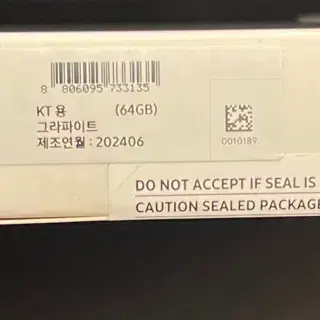 8 806095 733135
KT 용 (64GB)
그라파이트
제조연월 : 202406
0010189
DO NOT ACCEPT IF SEAL IS
CAUTION SEALED PACKAGE